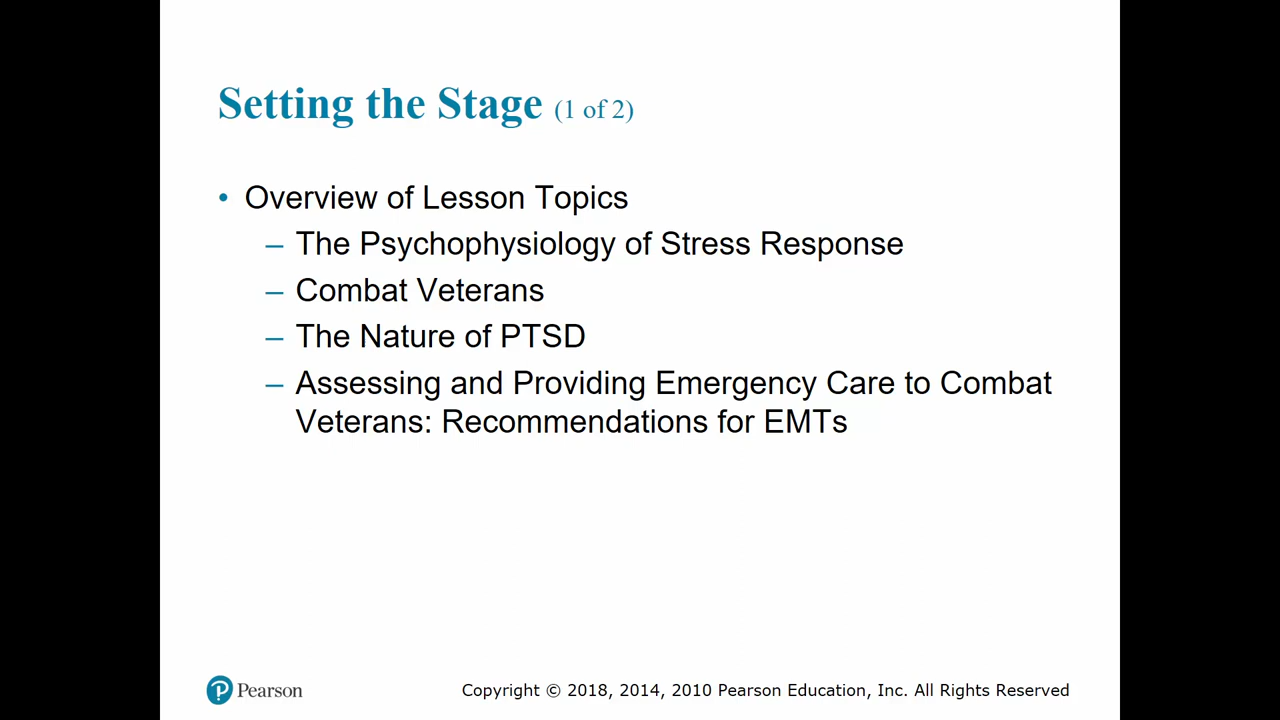 Setting the Stage (1 of 2)
• Overview of Lesson Topics
– The Psychophysiology of Stress Response
– Combat Veterans
– The Nature of PTSD
– Assessing and Providing Emergency Care to Combat
Veterans: Recommendations for EMTs
P Pearson
Copyright © 2018, 2014, 2010 Pearson Education, Inc. All Rights Reserved